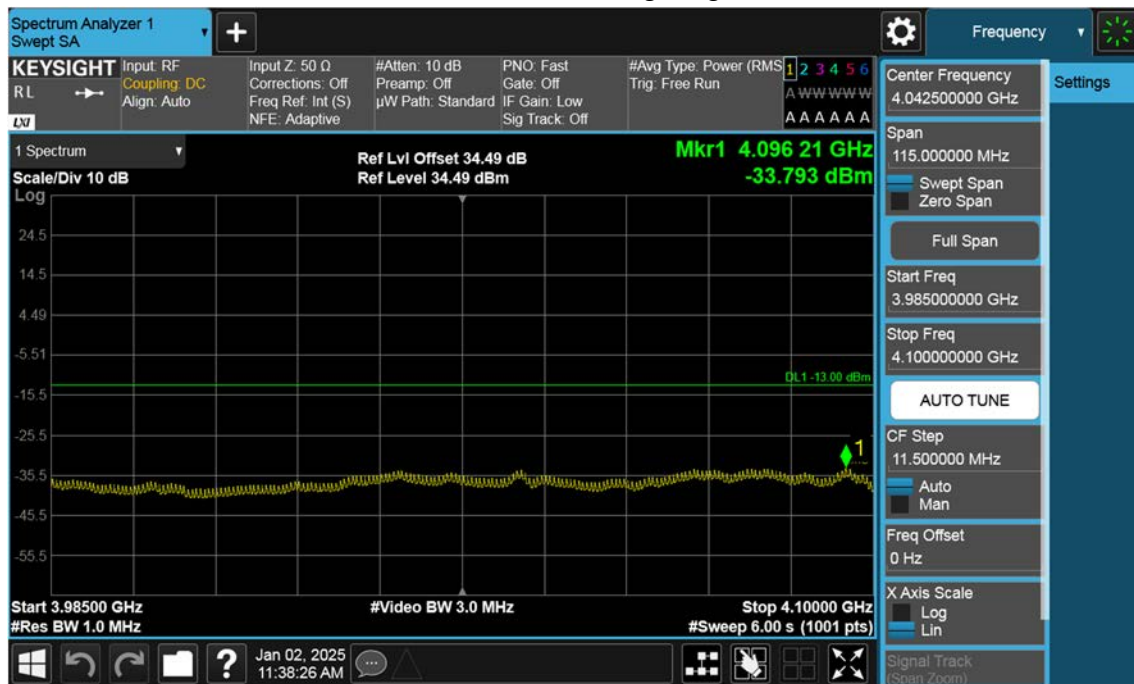 Spectrum Analyzer 1
Swept SA
+
Frequency
KEYSIGHT
RL
LXI
Input: RF
Coupling: DC
Align: Auto
Input Z: 50 Ω
Corrections: Off
Freq Ref: Int (S)
NFE: Adaptive
#Atten: 10 dB
Preamp: Off
µW Path: Standard
PNO: Fast
Gate: Off
IF Gain: Low
Sig Track: Off
#Avg Type: Power (RMS
Trig: Free Run
1 2 3 4 5 6
A W W W W W
A A A A A A
1 Spectrum
Scale/Div 10 dB
Ref Lvl Offset 34.49 dB
Ref Level 34.49 dBm
Mkr1 4.096 21 GHz
-33.793 dBm
Log
24.5
14.5
4.49
-5.51
-15.5
-25.5
-35.5
-45.5
-55.5
DL1 -13.00 dBm
1
Start 3.98500 GHz
#Res BW 1.0 MHz
#Video BW 3.0 MHz
Stop 4.10000 GHz
#Sweep 6.00 s (1001 pts)
?
Jan 02, 2025
11:38:26 AM
Center Frequency
4.042500000 GHz
Span
115.000000 MHz
Swept Span
Zero Span
Full Span
Start Freq
3.985000000 GHz
Stop Freq
4.100000000 GHz
AUTO TUNE
CF Step
11.500000 MHz
Auto
Man
Freq Offset
0 Hz
X Axis Scale
Log
Lin
Signal Track
(Span Zoom)
Settings